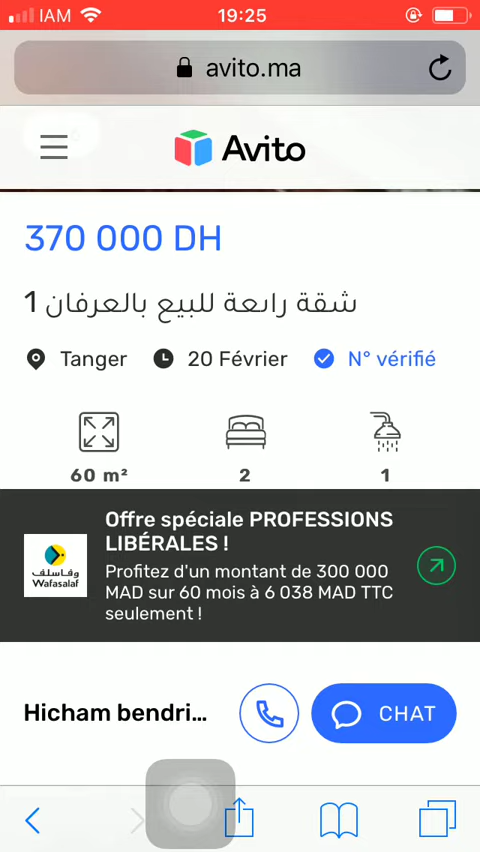 IAM 19:25
avito.ma
Avito
370 000 DH
شقة رائعة للبيع بالعرفان 1
Tanger 20 Février N° vérifié
60 m² 2 1
Offre spéciale PROFESSIONS
LIBÉRALES !
Profitez d'un montant de 300 000
MAD sur 60 mois à 6 038 MAD TTC
seulement !
وفاسلف
Wafasalaf
Hicham bendri... CHAT